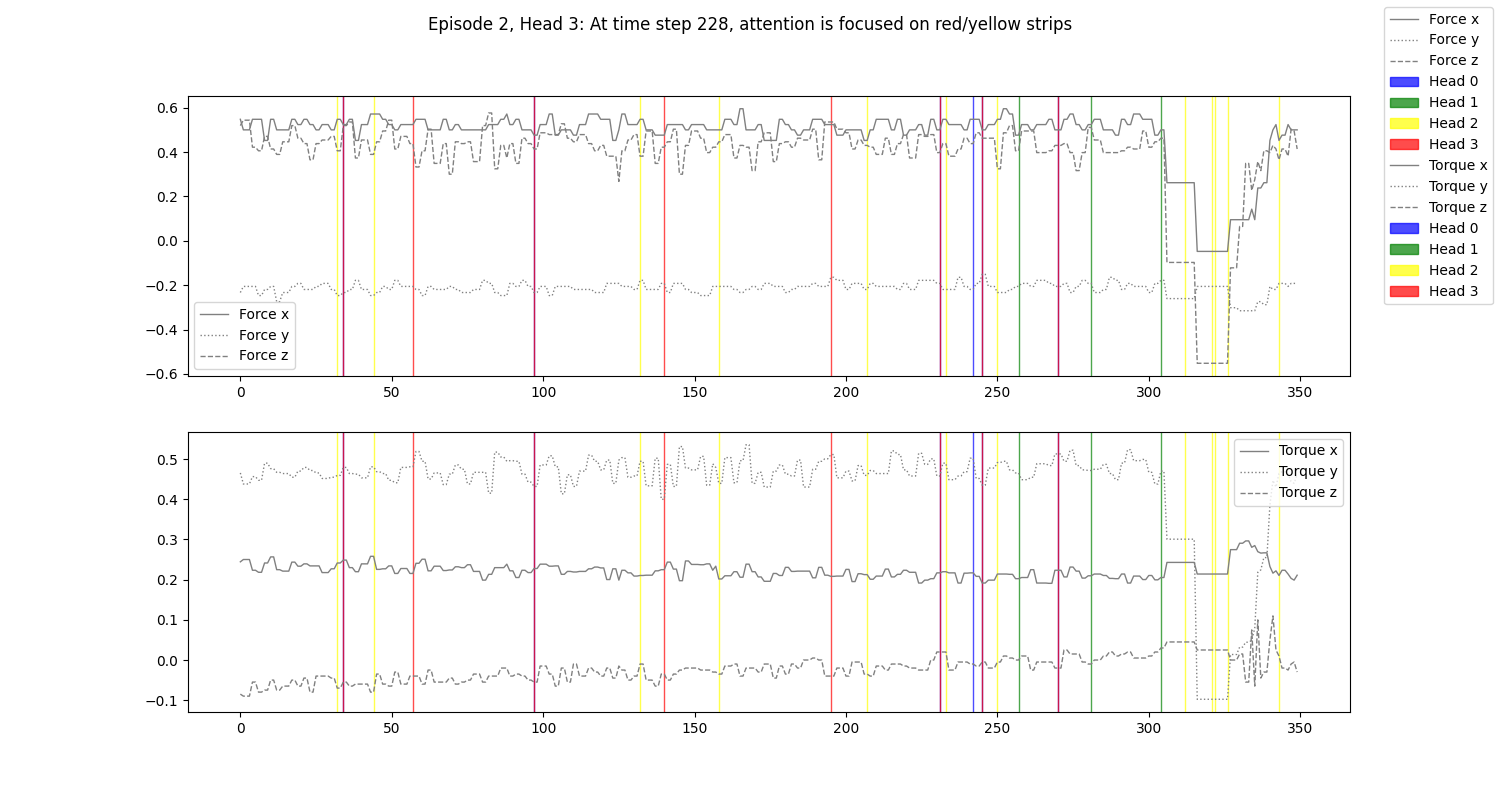 Episode 2, Head 3: At time step 228, attention is focused on red/yellow strips
Force x
Force y
Force z
Head 0
Head 1
Head 2
Head 3
Torque x
Torque y
Torque z
Head 0
Head 1
Head 2
Head 3
0.6
0.4
0.2
0.0
−0.2
−0.4
−0.6
Force x
Force y
Force z
0 50 100 150 200 250 300 350
0.5
0.4
0.3
0.2
0.1
0.0
−0.1
Torque x
Torque y
Torque z
0 50 100 150 200 250 300 350